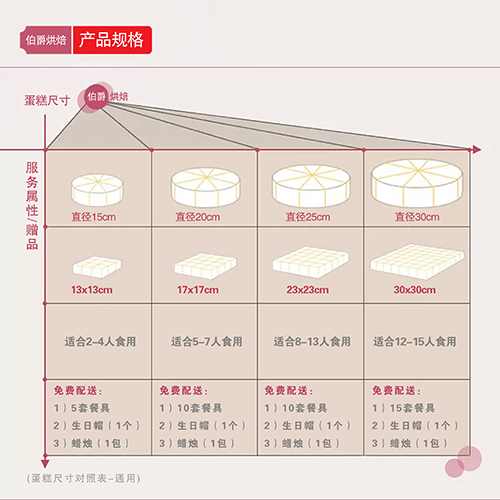 伯爵烘焙 产品规格
蛋糕尺寸
伯爵 烘焙
服务属性/赠品
直径15cm 直径20cm 直径25cm 直径30cm
13x13cm 17x17cm 23x23cm 30x30cm
适合2-4人食用 适合5-7人食用 适合8-13人食用 适合12-15人食用
免费配送: 免费配送: 免费配送: 免费配送:
1）5套餐具 1）10套餐具 1）10套餐具 1）15套餐具
2）生日帽（1个） 2）生日帽（1个） 2）生日帽（1个） 2）生日帽（1个）
3）蜡烛（1包） 3）蜡烛（1包） 3）蜡烛（1包） 3）蜡烛（1包）
(蛋糕尺寸对照表-通用)